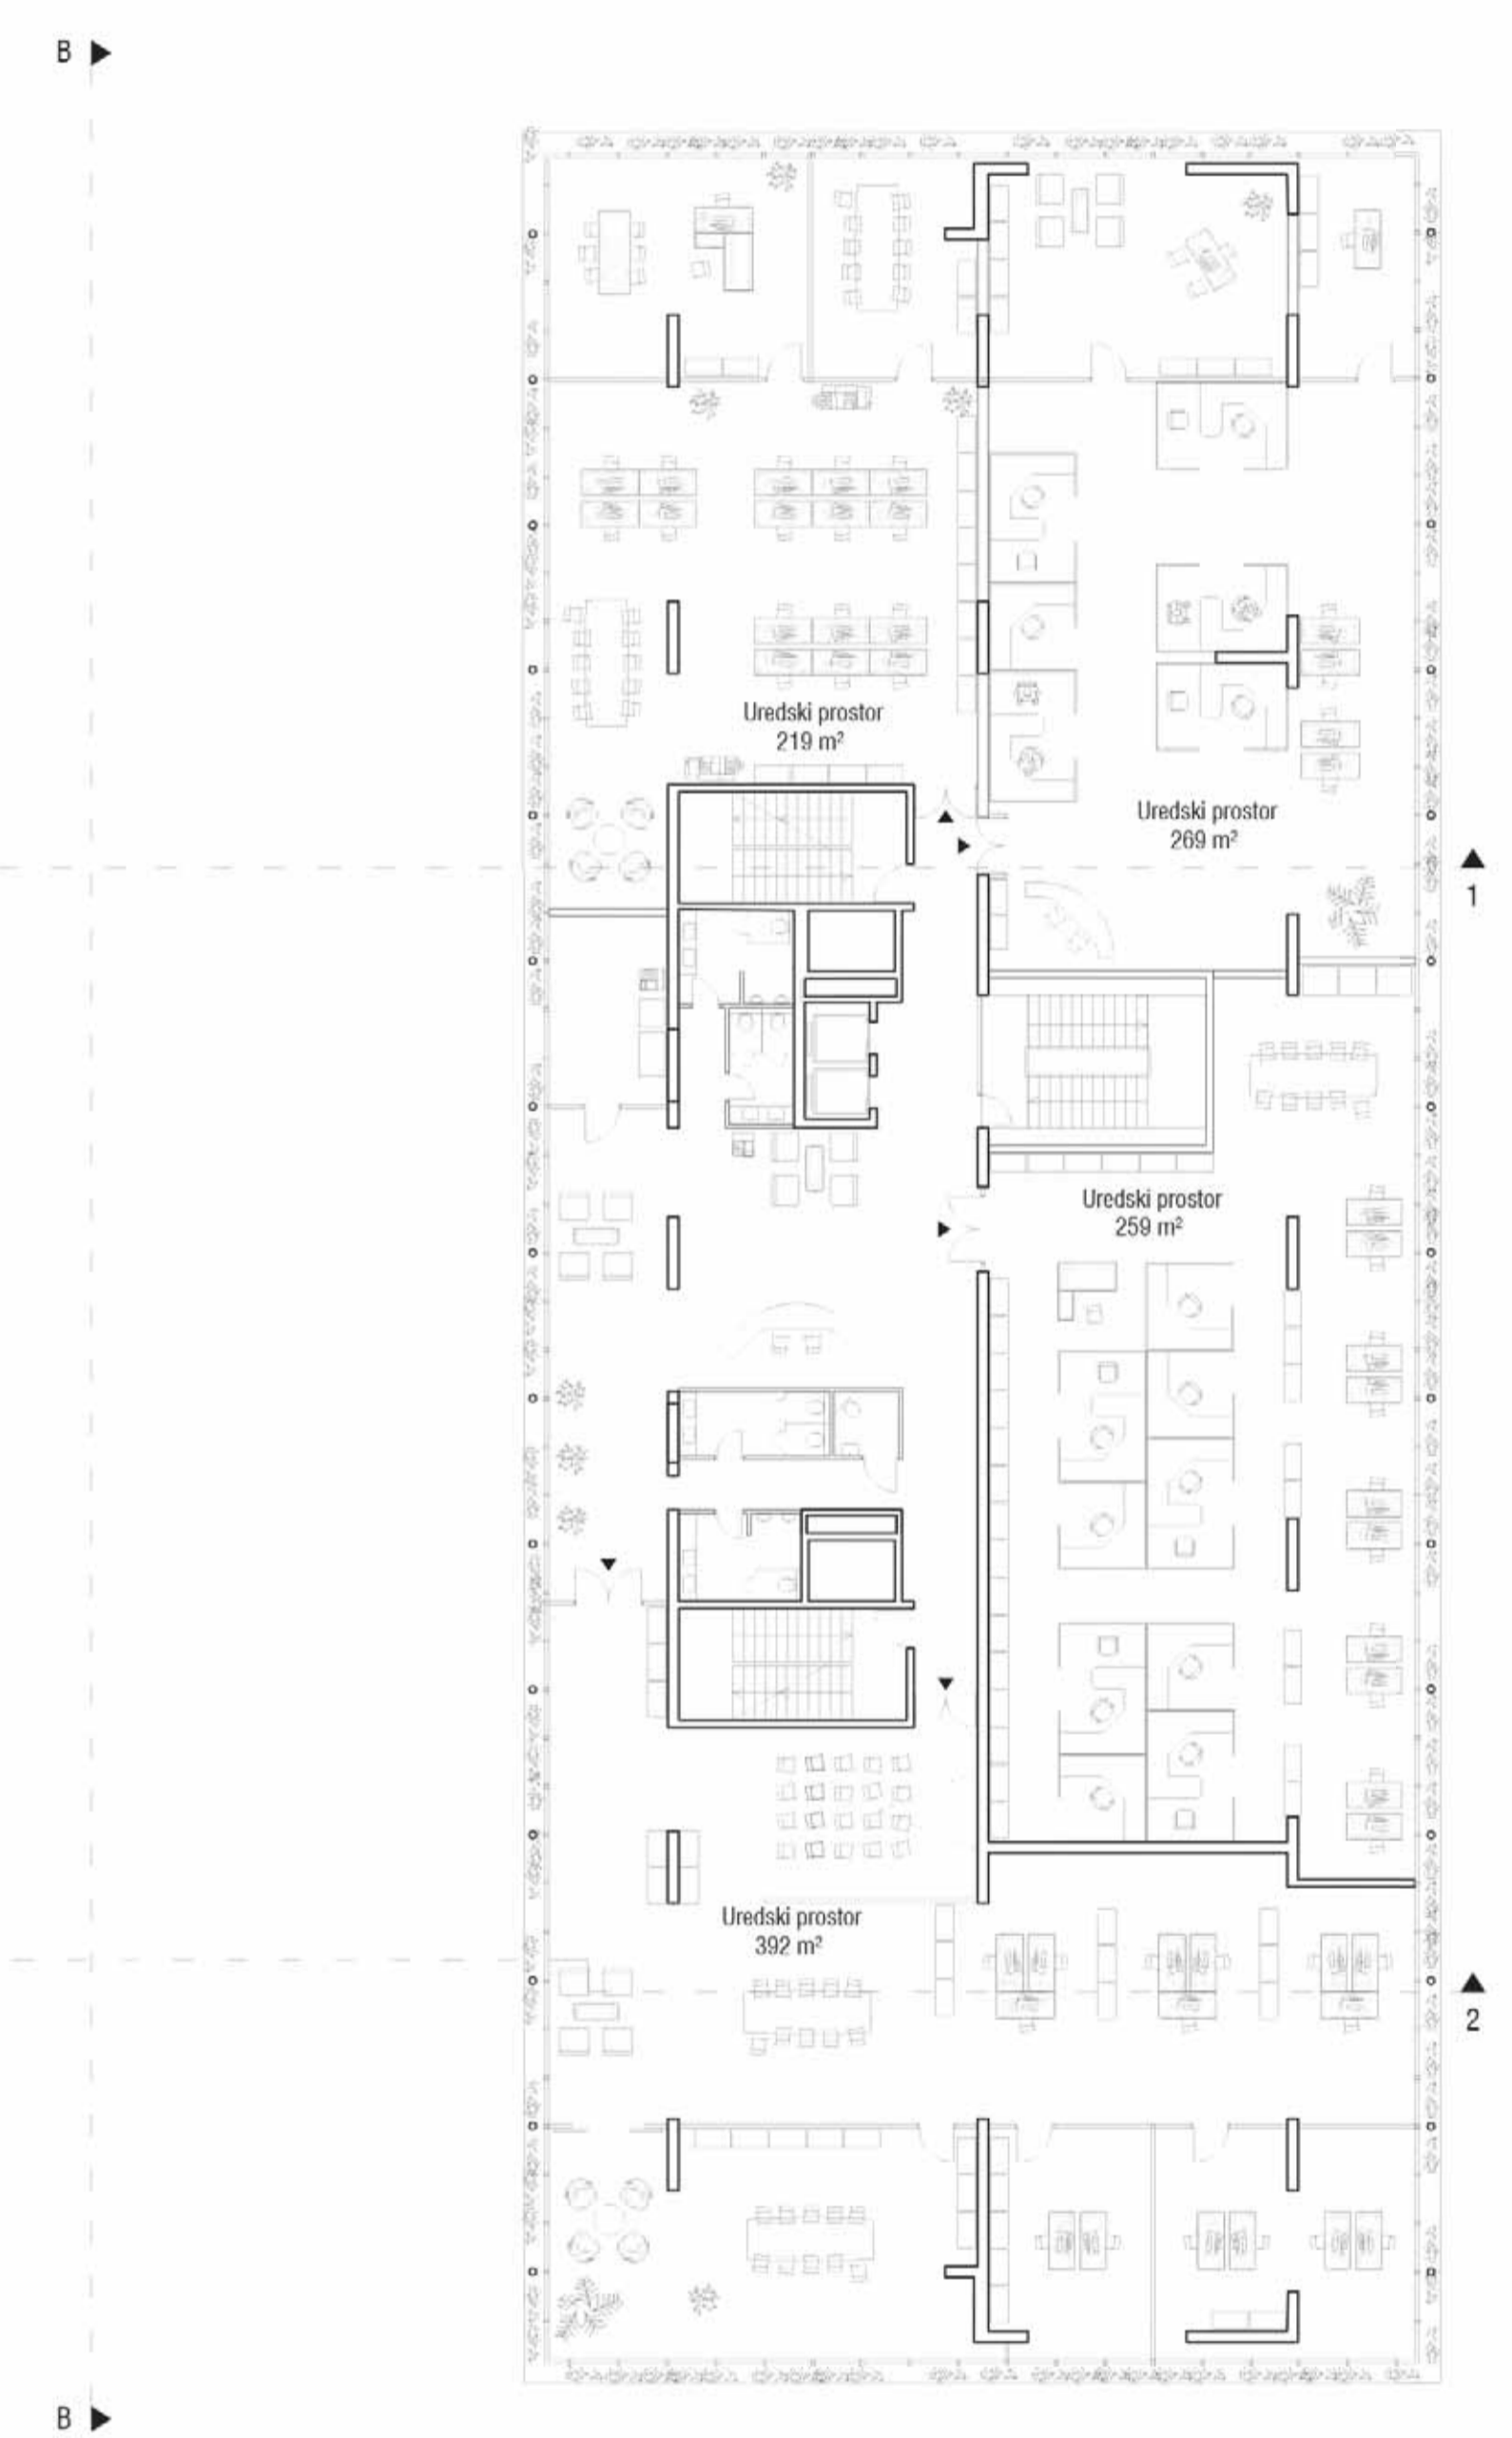 B
Uredski prostor
219 m²
Uredski prostor
269 m²
1
Uredski prostor
259 m²
Uredski prostor
392 m²
2
B